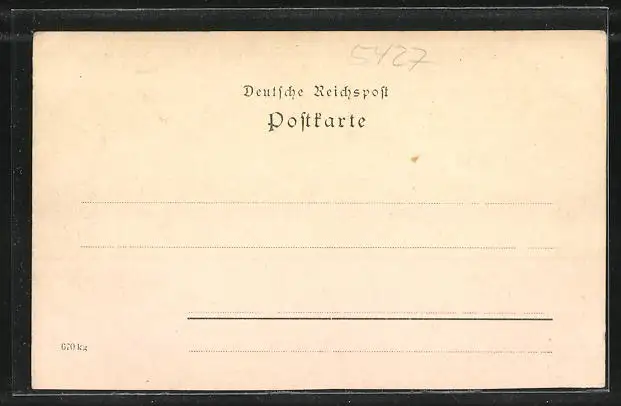 5427
Deutsche Reichspost
Postkarte
670 kg